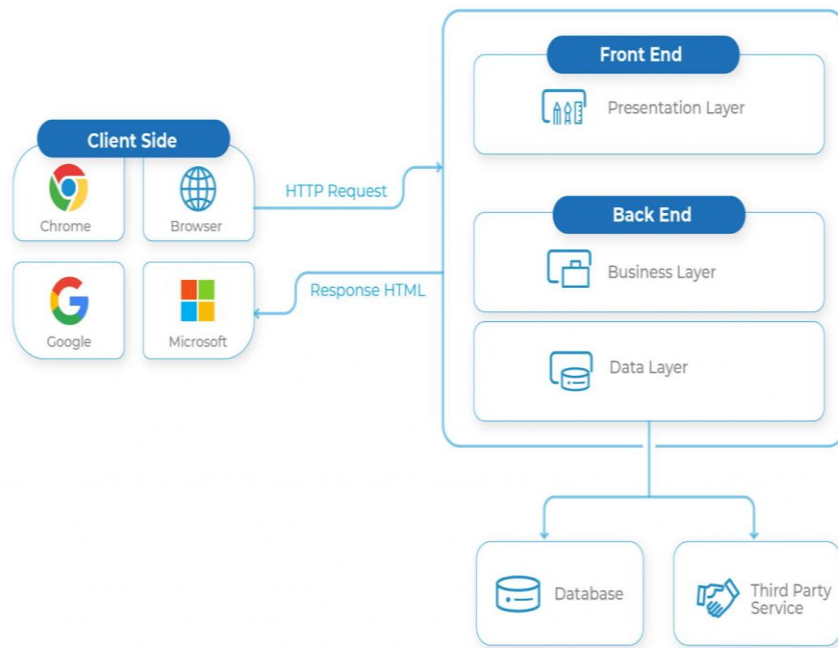 Front End
Presentation Layer
Client Side
Chrome
Browser
HTTP Request
Back End
Business Layer
Google
Microsoft
Response HTML
Data Layer
Database
Third Party
Service